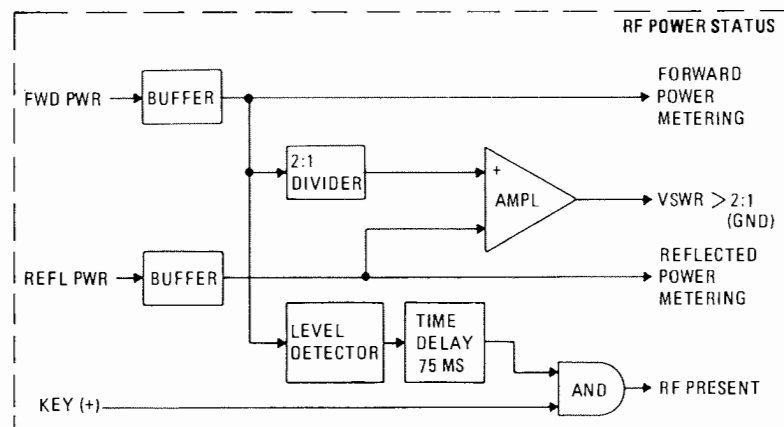 RF POWER STATUS
FWD PWR
BUFFER
FORWARD
POWER
METERING
2:1
DIVIDER
+
AMPL
VSWR > 2:1
(GND)
REFL PWR
BUFFER
REFLECTED
POWER
METERING
LEVEL
DETECTOR
TIME
DELAY
75 MS
AND
RF PRESENT
KEY (+)